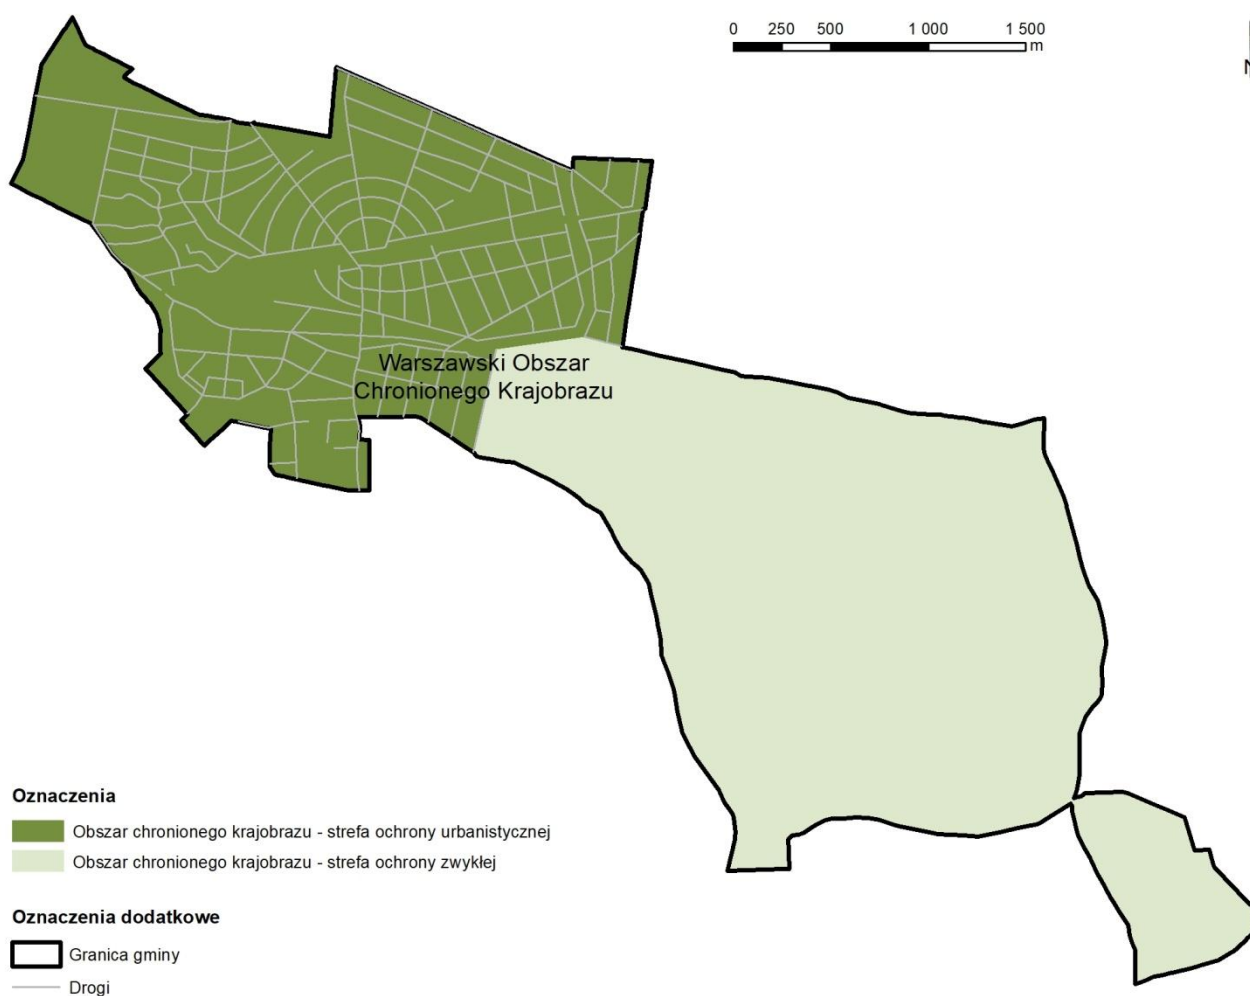 0 250 500 1 000 1 500
m
N
Warszawski Obszar
Chronionego Krajobrazu
Oznaczenia
Obszar chronionego krajobrazu - strefa ochrony urbanistycznej
Obszar chronionego krajobrazu - strefa ochrony zwykłej
Oznaczenia dodatkowe
Granica gminy
Drogi